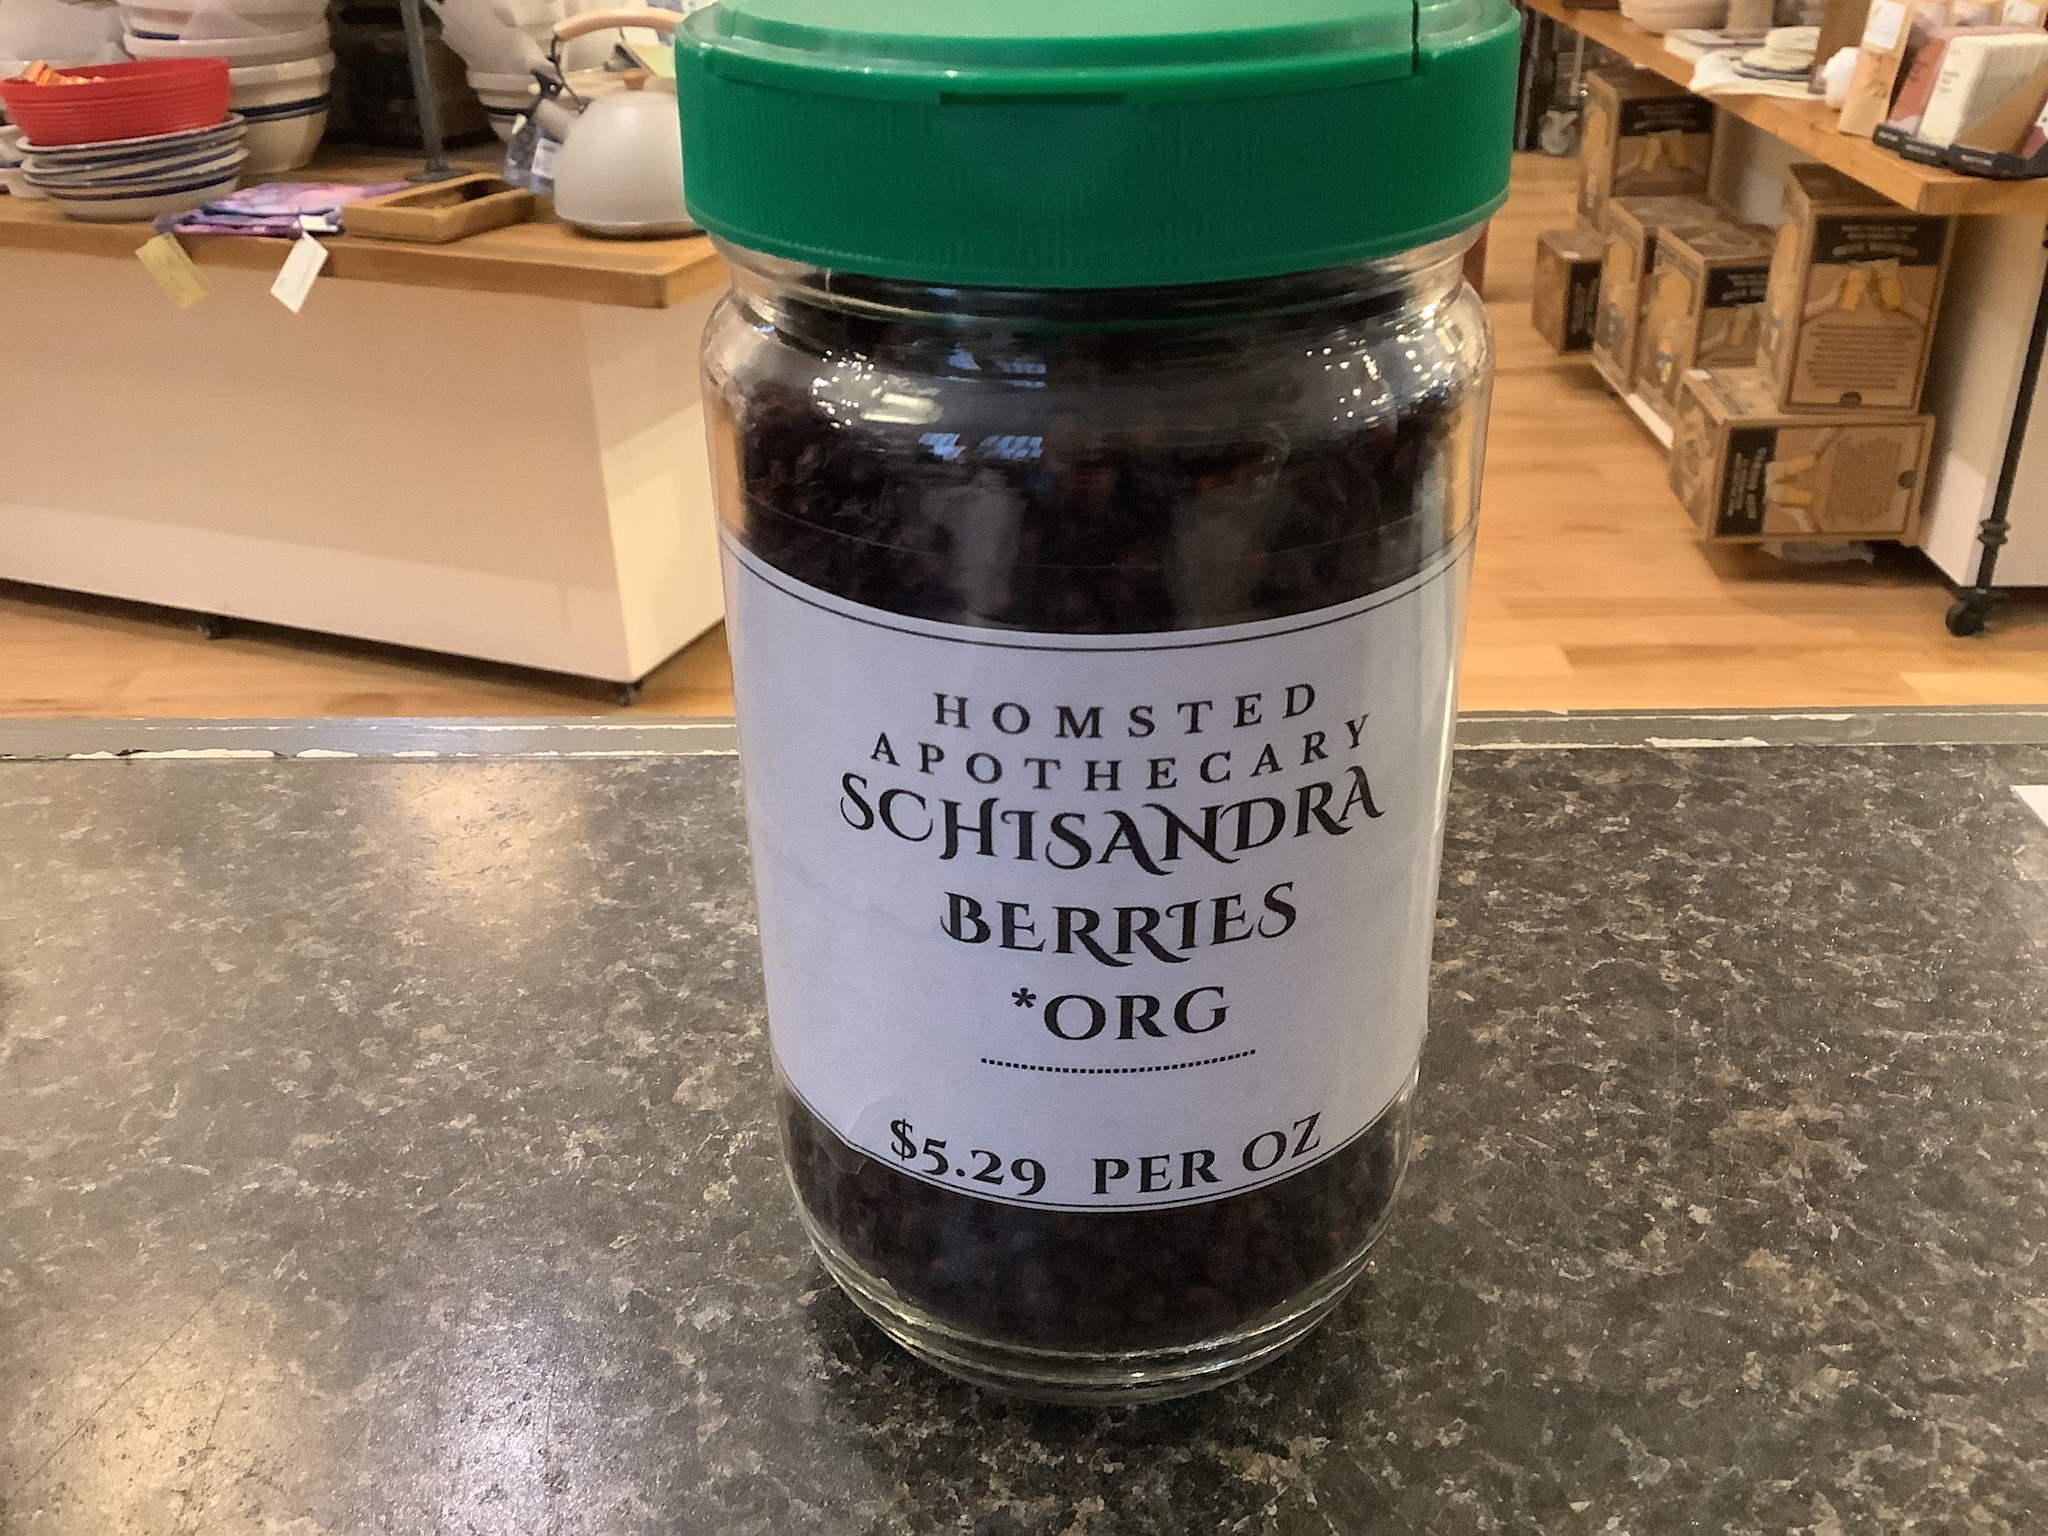 HOMSTED
APOTHECARY
SCHISANDRA
BERRIES
*ORG
$5.29 PER OZ